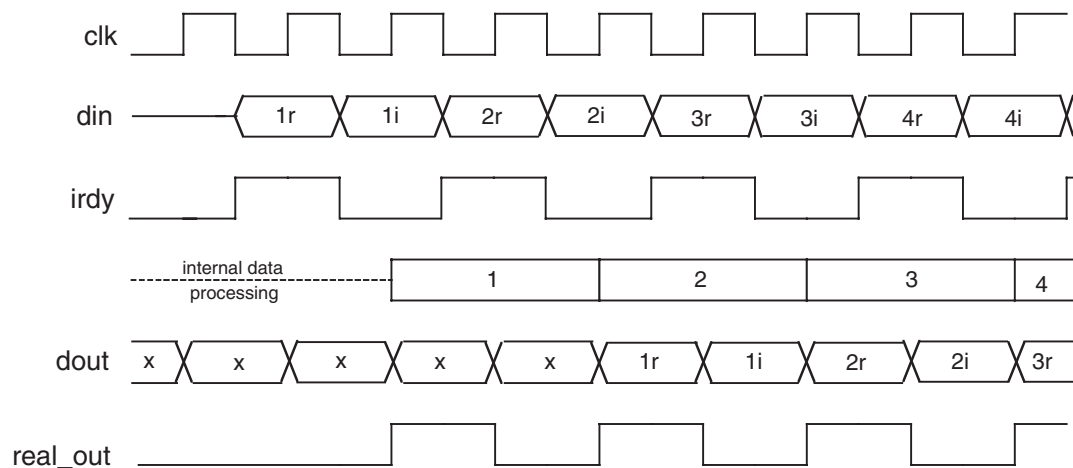 clk
din 1r 1i 2r 2i 3r 3i 4r 4i
irdy
internal data
processing
1 2 3 4
dout x x x x x 1r 1i 2r 2i 3r
real_out